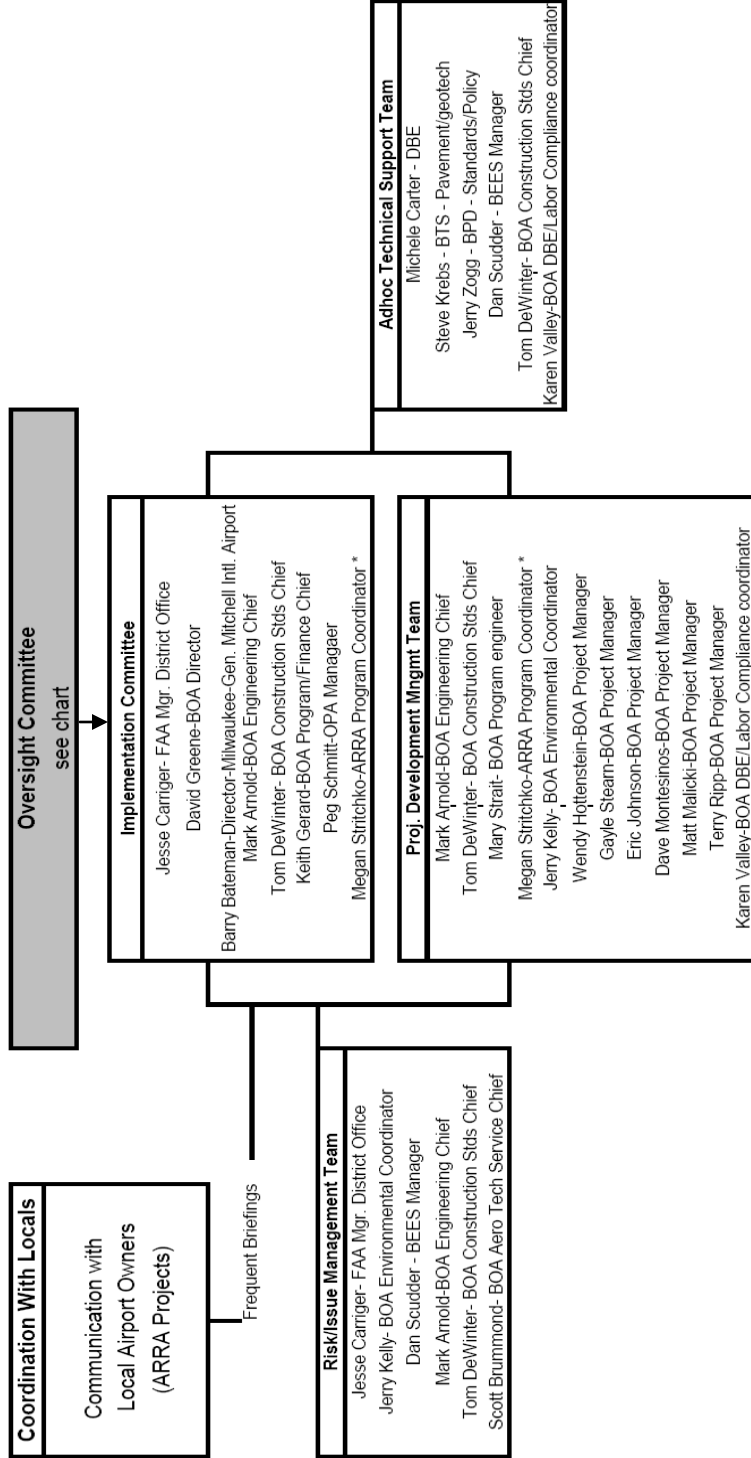 Oversight Committee
see chart
Coordination With Locals
Communication with
Local Airport Owners
(ARRA Projects)
Frequent Briefings
Implementation Committee
Jesse Carriger- FAA Mgr. District Office
David Greene-BOA Director
Barry Bateman-Director-Milwaukee-Gen. Mitchell Intl. Airport
Mark Arnold-BOA Engineering Chief
Tom DeWinter- BOA Construction Stds Chief
Keith Gerard-BOA Program/Finance Chief
Peg Schmitt-OPA Managaer
Megan Stritchko-ARRA Program Coordinator *
Risk/Issue Management Team
Jesse Carriger- FAA Mgr. District Office
Jerry Kelly- BOA Environmental Coordinator
Dan Scudder - BEES Manager
Mark Arnold-BOA Engineering Chief
Tom DeWinter- BOA Construction Stds Chief
Scott Brummond- BOA Aero Tech Service Chief
Proj. Development Mngmt Team
Mark Arnold-BOA Engineering Chief
Tom DeWinter- BOA Construction Stds Chief
Mary Strait- BOA Program engineer
Megan Stritchko-ARRA Program Coordinator *
Jerry Kelly- BOA Environmental Coordinator
Wendy Hottenstein-BOA Project Manager
Gayle Stearn-BOA Project Manager
Eric Johnson-BOA Project Manager
Dave Montesinos-BOA Project Manager
Matt Malicki-BOA Project Manager
Terry Ripp-BOA Project Manager
Karen Valley-BOA DBE/Labor Compliance coordinator
Adhoc Technical Support Team
Michele Carter - DBE
Steve Krebs - BTS - Pavement/geotech
Jerry Zogg - BPD - Standards/Policy
Dan Scudder - BEES Manager
Tom DeWinter- BOA Construction Stds Chief
Karen Valley-BOA DBE/Labor Compliance coordinator